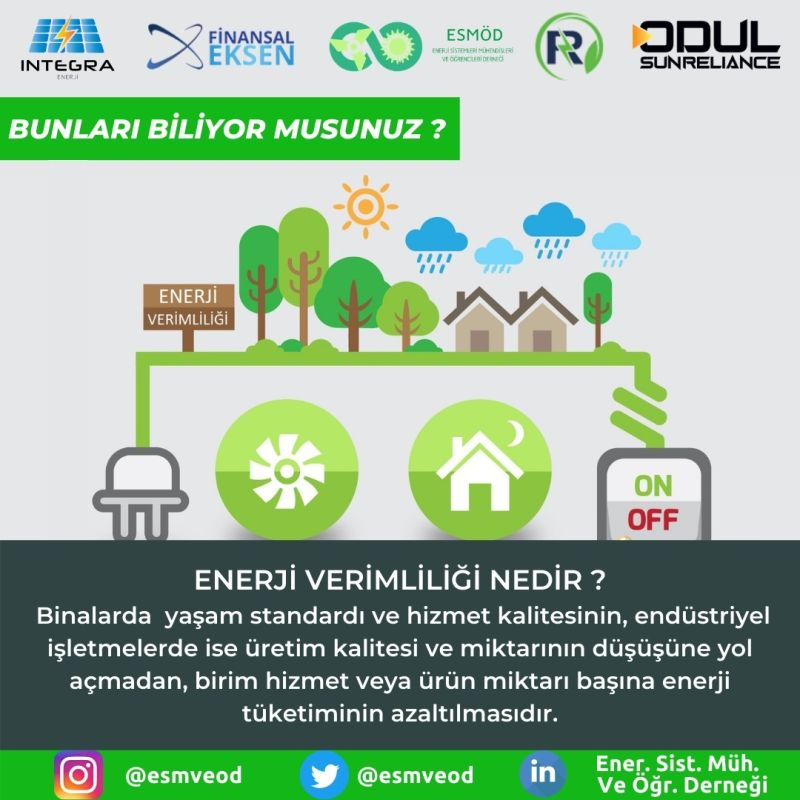 INTEGRA
ENERJİ
FİNANSAL
EKSEN
ESMÖD
ENERJİ SİSTEMLERİ MÜHENDİSLERİ
VE ÖĞRENCİLERİ DERNEĞİ
R
ODUL
SUNRELIANCE
BUNLARI BİLİYOR MUSUNUZ ?
ENERJİ
VERİMLİLİĞİ
ON
OFF
ENERJİ VERİMLİLİĞİ NEDİR ?
Binalarda yaşam standardı ve hizmet kalitesinin, endüstriyel
işletmelerde ise üretim kalitesi ve miktarının düşüşüne yol
açmadan, birim hizmet veya ürün miktarı başına enerji
tüketiminin azaltılmasıdır.
@esmveod
@esmveod
in
Ener. Sist. Müh.
Ve Öğr. Derneği